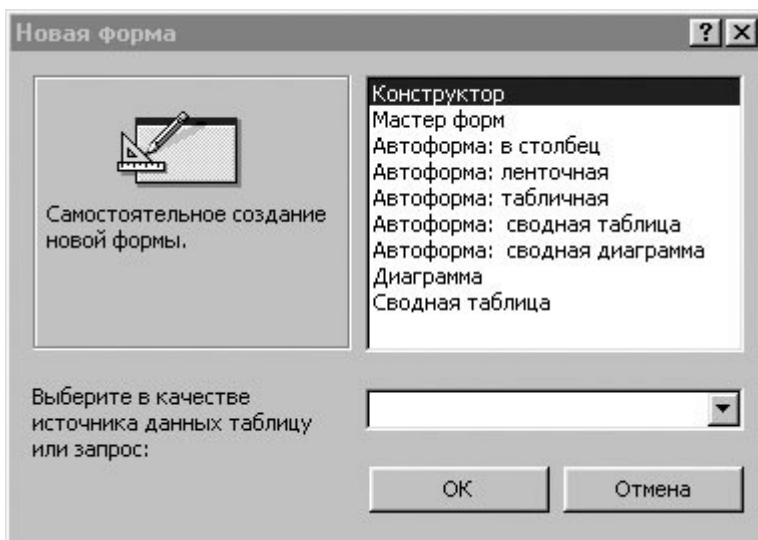 Новая форма
Самостоятельное создание
новой формы.
Конструктор
Мастер форм
Автоформа: в столбец
Автоформа: ленточная
Автоформа: табличная
Автоформа: сводная таблица
Автоформа: сводная диаграмма
Диаграмма
Сводная таблица
Выберите в качестве
источника данных таблицу
или запрос:
ОК
Отмена